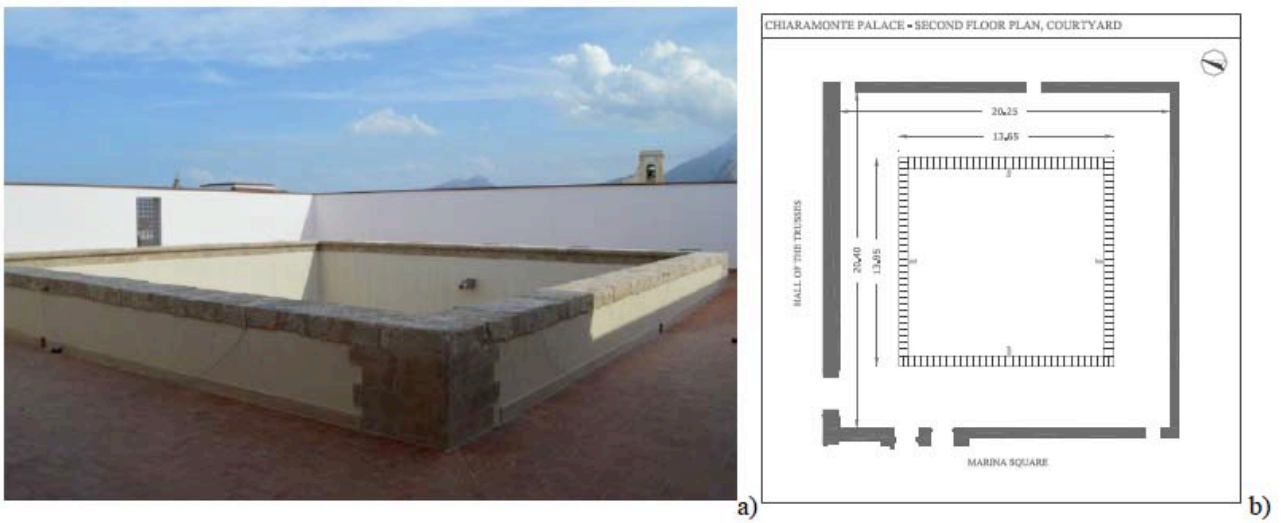 CHIARAMONTE PALACE - SECOND FLOOR PLAN, COURTYARD
20.25
13.65
HALL OF THE TRUSSES
20.40
13.95
MARINA SQUARE
a)
b)